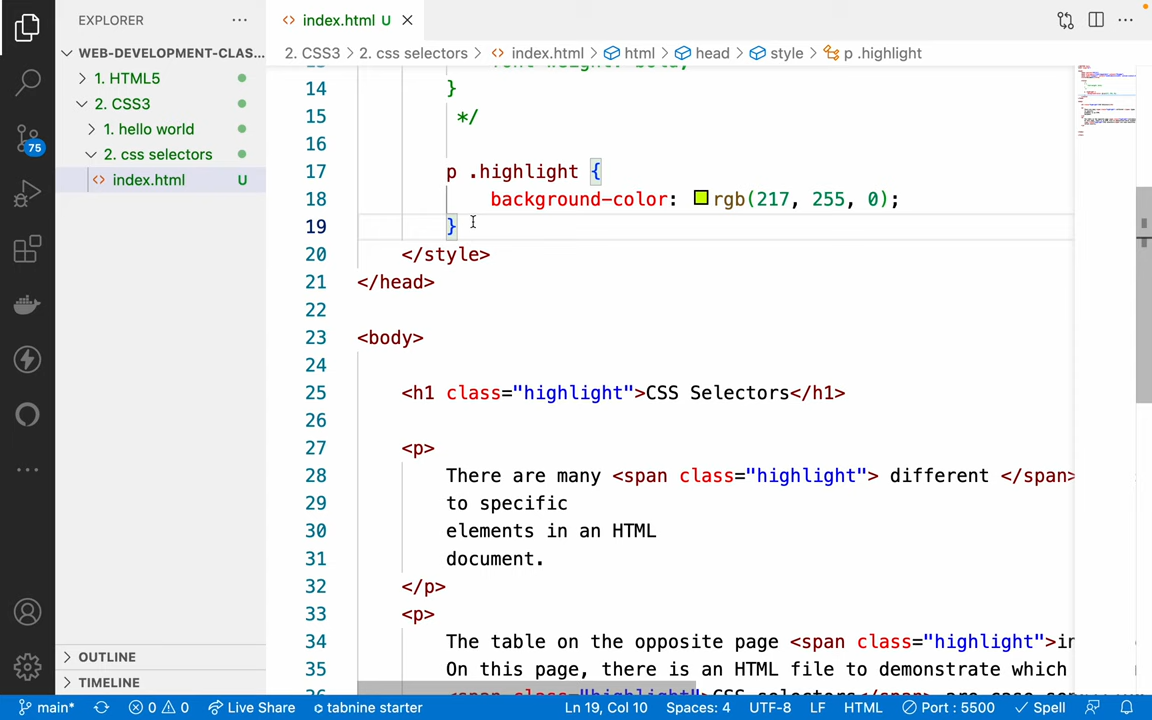 EXPLORER
index.html U
WEB-DEVELOPMENT-CLAS...
1. HTML5
2. CSS3
1. hello world
2. css selectors
index.html U
75
2. CSS3 > 2. css selectors > index.html > html > head > style > p .highlight
14 }
15 */
16
17 p .highlight {
18 background-color: rgb(217, 255, 0);
19 }
20 </style>
21 </head>
22
23 <body>
24
25 <h1 class="highlight">CSS Selectors</h1>
26
27 <p>
28 There are many <span class="highlight"> different </span>
29 to specific
30 elements in an HTML
31 document.
32 </p>
33 <p>
34 The table on the opposite page <span class="highlight">in
35 On this page, there is an HTML file to demonstrate which
OUTLINE
TIMELINE
main* 0 0 Live Share tabnine starter Ln 19, Col 10 Spaces: 4 UTF-8 LF HTML Port : 5500 Spell